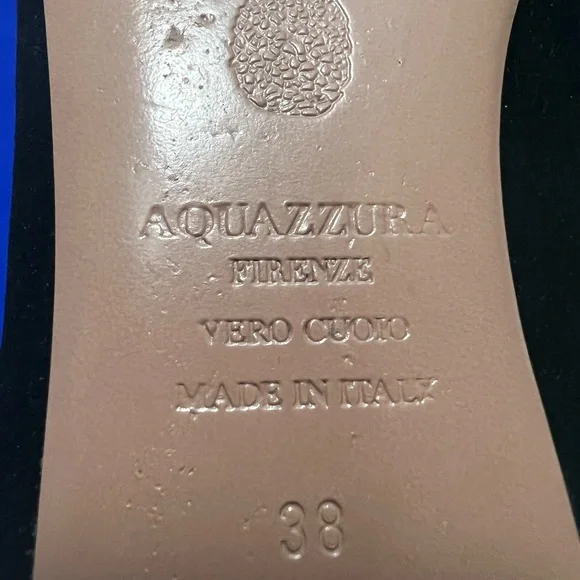 AQUAZZURA
FIRENZE
VERO CUOIO
MADE IN ITALY
38